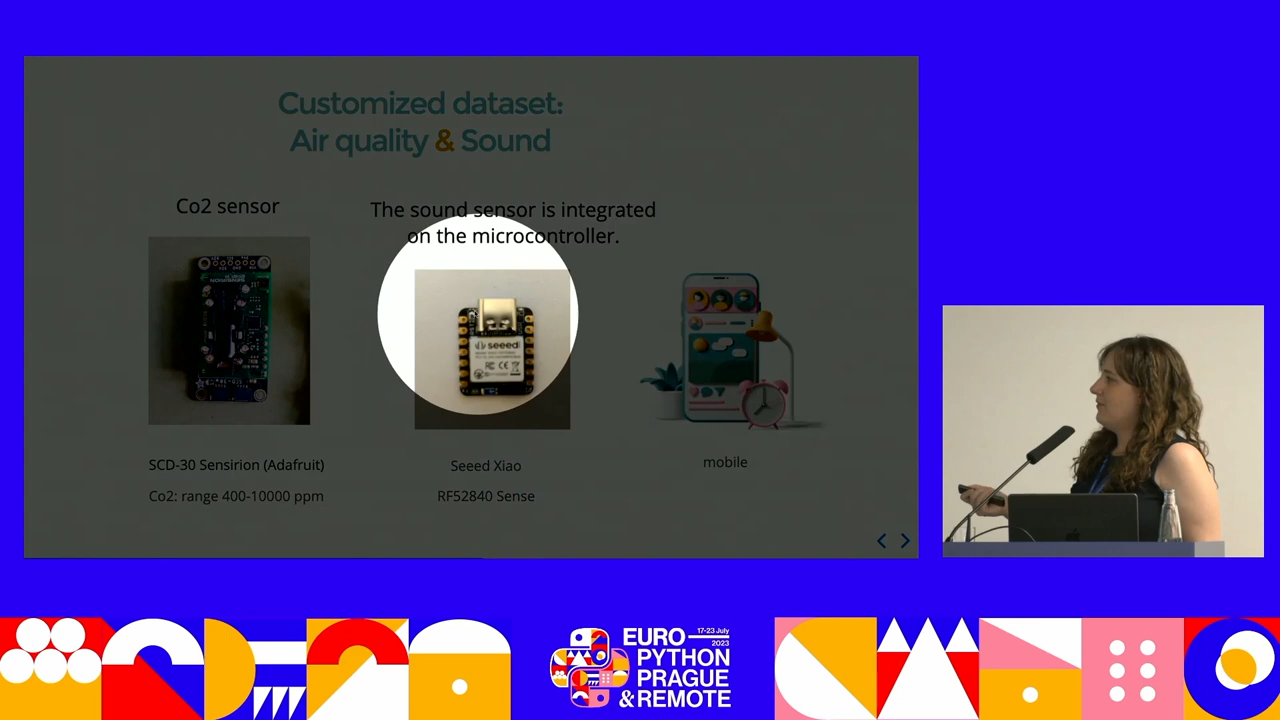 Customized dataset:
Air quality & Sound
Co2 sensor
The sound sensor is integrated
on the microcontroller.
seeed
SCD-30 Sensirion (Adafruit)
Co2: range 400-10000 ppm
Seeed Xiao
RF52840 Sense
mobile
EURO
17-23 July
2023
PYTHON
PRAGUE
& REMOTE